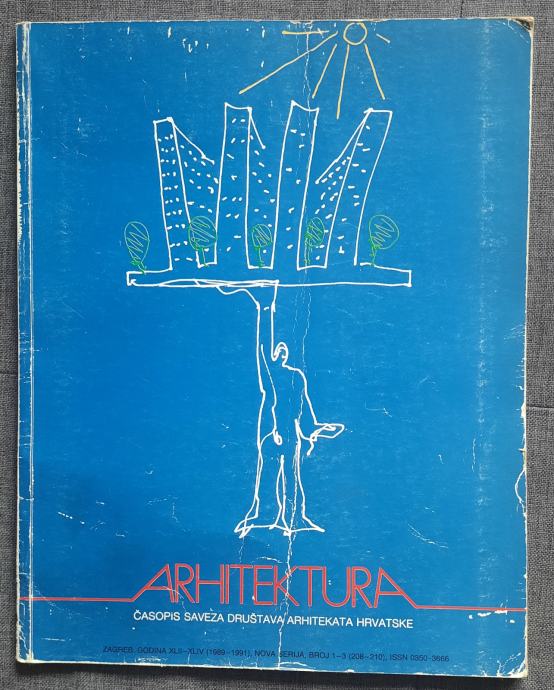 ARHITEKTURA
ČASOPIS SAVEZA DRUŠTAVA ARHITEKATA HRVATSKE
ZAGREB, GODINA XLII–XLIV (1989–1991), NOVA SERIJA, BROJ 1–3 (208–210), ISSN 0350-3666